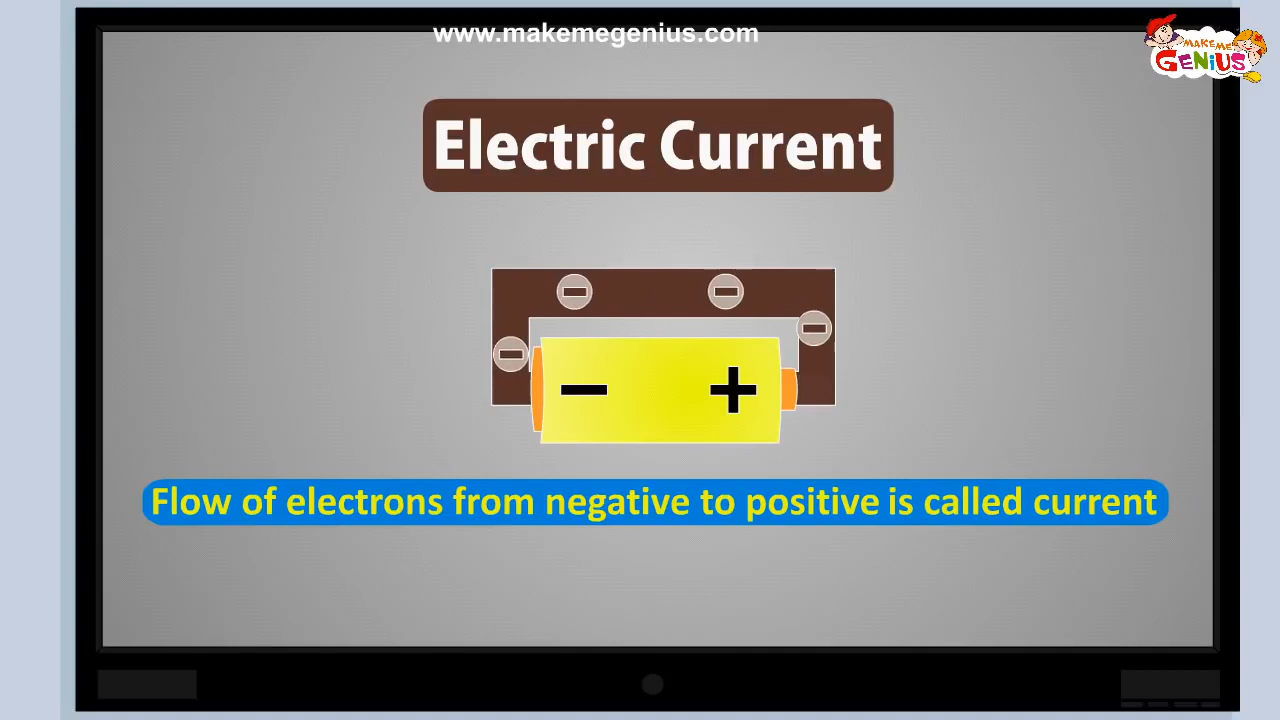 www.makemegenius.com
MAKE ME
GENiUS
Electric Current
− +
Flow of electrons from negative to positive is called current